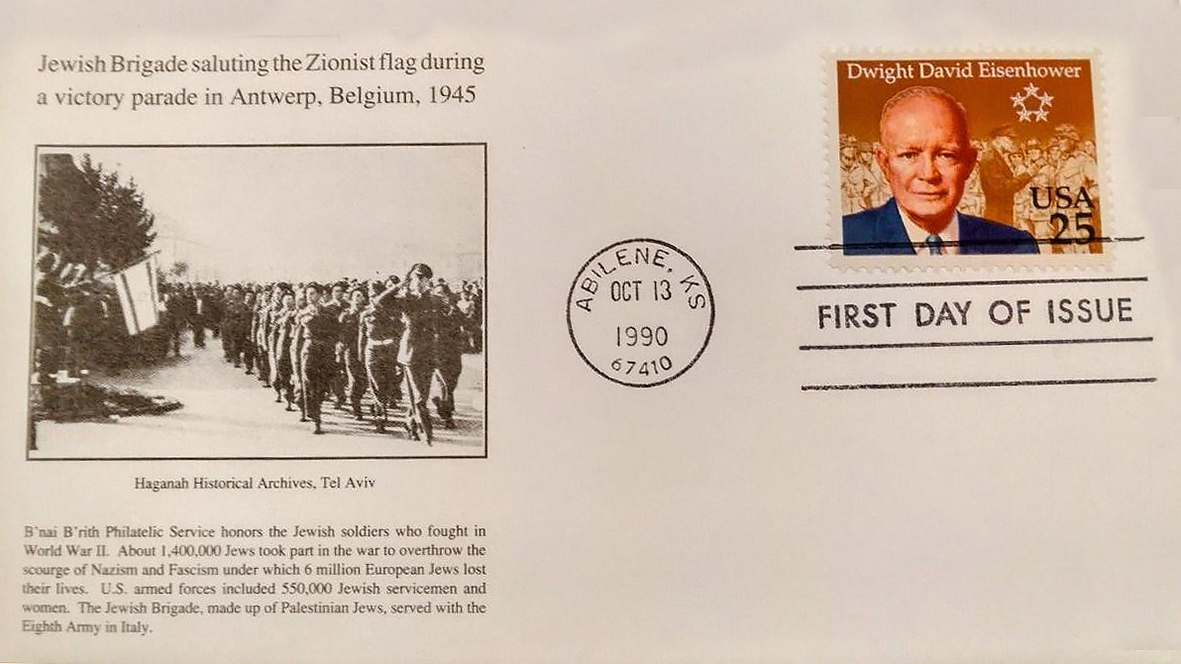 Jewish Brigade saluting the Zionist flag during
a victory parade in Antwerp, Belgium, 1945
Haganah Historical Archives, Tel Aviv
B'nai B'rith Philatelic Service honors the Jewish soldiers who fought in
World War II. About 1,400,000 Jews took part in the war to overthrow the
scourge of Nazism and Fascism under which 6 million European Jews lost
their lives. U.S. armed forces included 550,000 Jewish servicemen and
women. The Jewish Brigade, made up of Palestinian Jews, served with the
Eighth Army in Italy.
ABILENE, KS
OCT 13
1990
67410
Dwight David Eisenhower
USA
25
FIRST DAY OF ISSUE